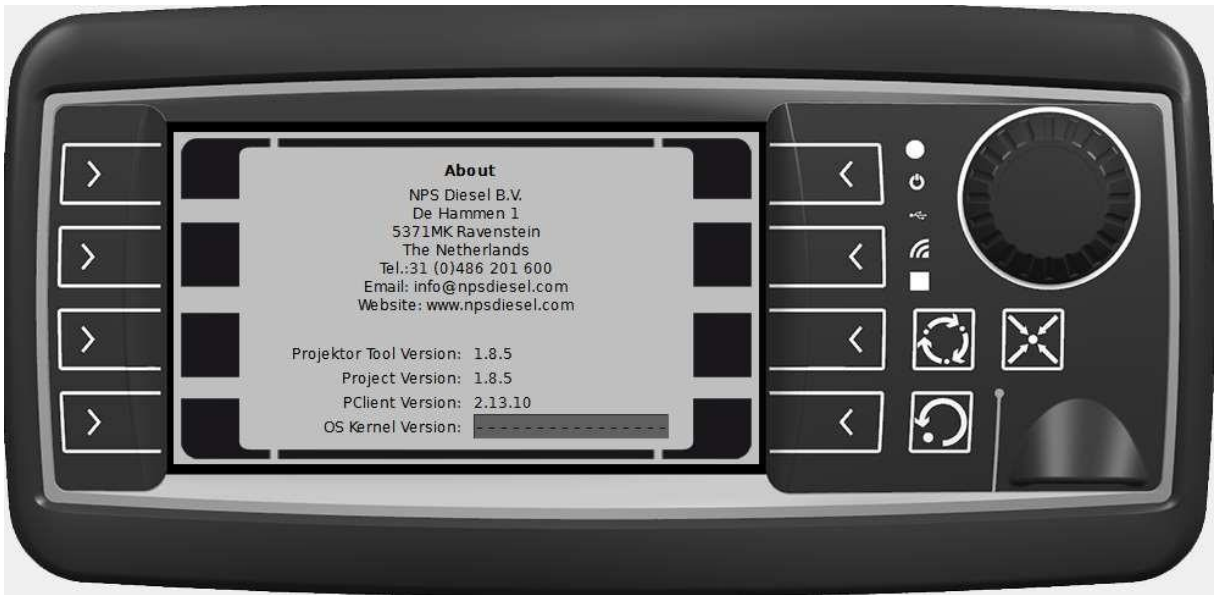 About
NPS Diesel B.V.
De Hammen 1
5371MK Ravenstein
The Netherlands
Tel.:31 (0)486 201 600
Email: info@npsdiesel.com
Website: www.npsdiesel.com
Projektor Tool Version: 1.8.5
Project Version: 1.8.5
PClient Version: 2.13.10
OS Kernel Version: - - - - - - - - - - - - - - - -